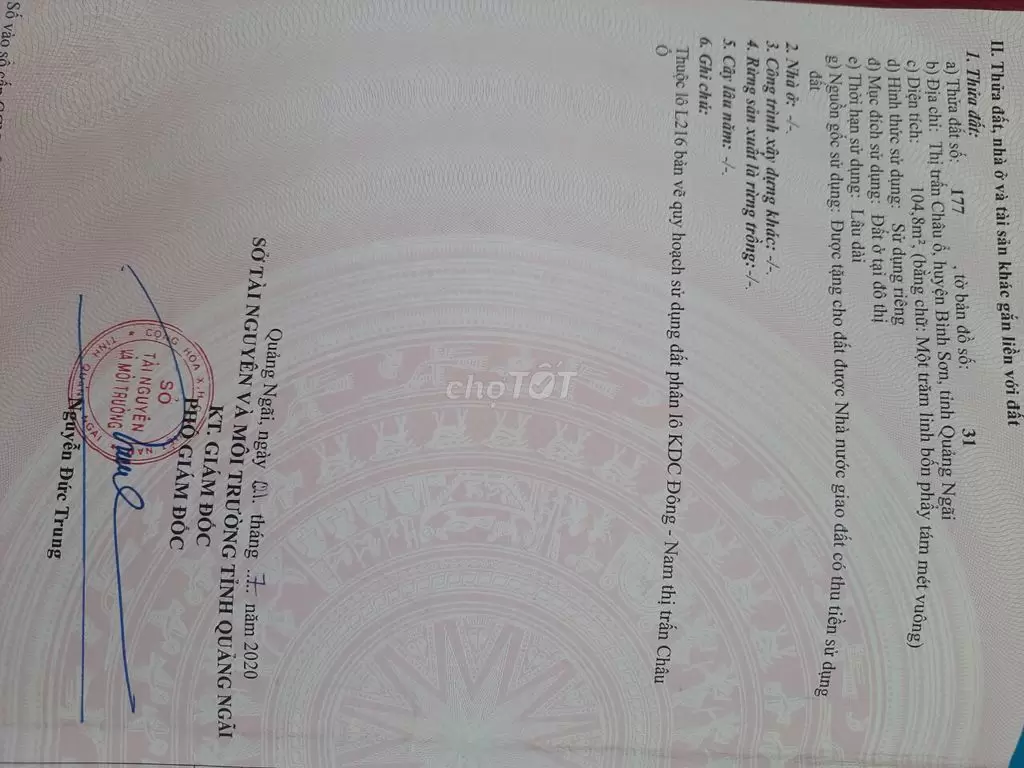 II. Thửa đất, nhà ở và tài sản khác gắn liền với đất
1. Thửa đất:
a) Thửa đất số: 177 , tờ bản đồ số: 31
b) Địa chỉ: Thị trấn Châu ổ, huyện Bình Sơn, tỉnh Quảng Ngãi
c) Diện tích: 104,8m², (bằng chữ: Một trăm linh bốn phẩy tám mét vuông)
d) Hình thức sử dụng: Sử dụng riêng
đ) Mục đích sử dụng: Đất ở tại đô thị
e) Thời hạn sử dụng: Lâu dài
g) Nguồn gốc sử dụng: Được tặng cho đất được Nhà nước giao đất có thu tiền sử dụng
đất
2. Nhà ở: -/-.
3. Công trình xây dựng khác: -/-.
4. Rừng sản xuất là rừng trồng: -/-.
5. Cây lâu năm: -/-.
6. Ghi chú:
Thuộc lô L216 bản vẽ quy hoạch sử dụng đất phân lô KDC Đông - Nam thị trấn Châu
Ổ
chợTỐT
Quảng Ngãi, ngày tháng 7 năm 2020
SỞ TÀI NGUYÊN VÀ MÔI TRƯỜNG TỈNH QUẢNG NGÃI
KT. GIÁM ĐỐC
PHÓ GIÁM ĐỐC
SỞ
TÀI NGUYÊN
VÀ MÔI TRƯỜNG
Nguyễn Đức Trung
Số vào sổ cấp